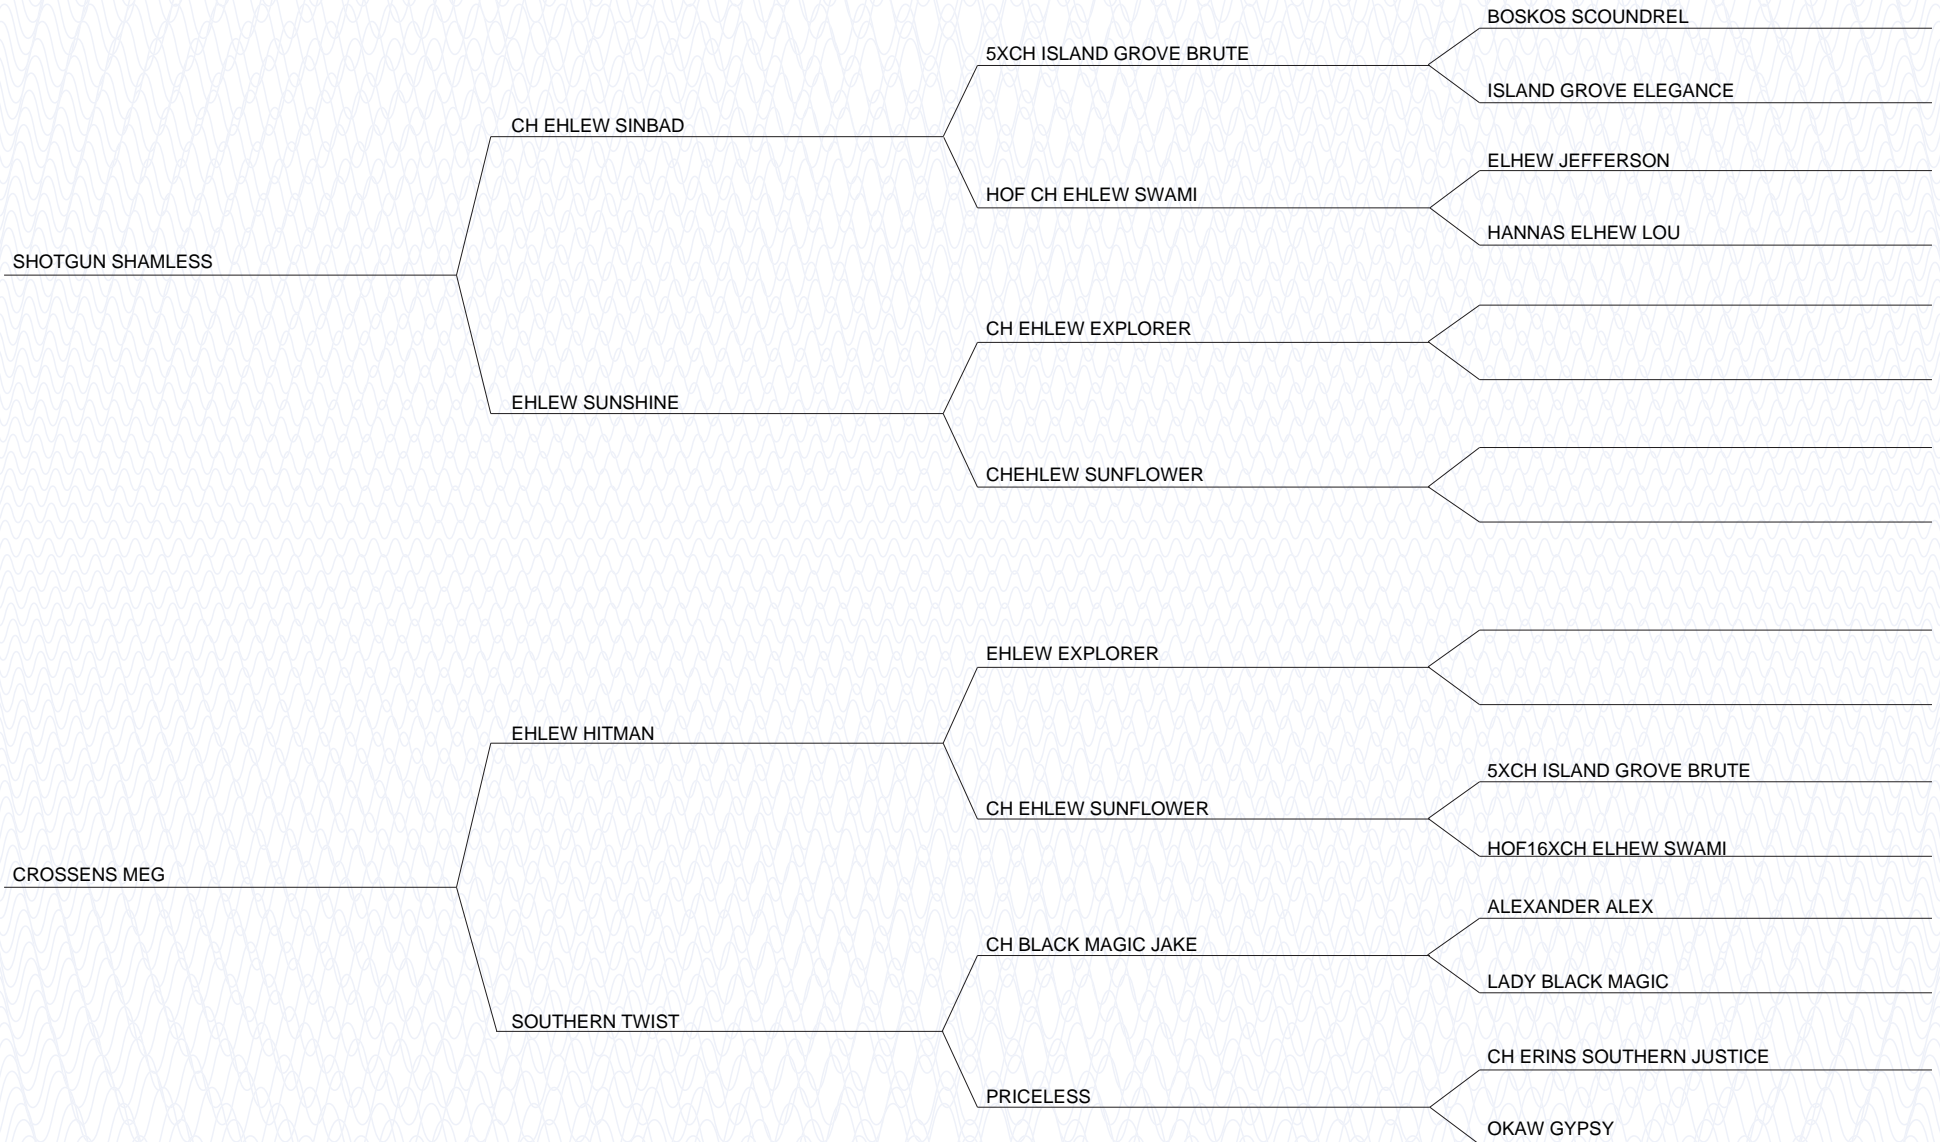 BOSKOS SCOUNDREL
5XCH ISLAND GROVE BRUTE
ISLAND GROVE ELEGANCE
CH EHLEW SINBAD
ELHEW JEFFERSON
HOF CH EHLEW SWAMI
HANNAS ELHEW LOU
SHOTGUN SHAMLESS
CH EHLEW EXPLORER
EHLEW SUNSHINE
CHEHLEW SUNFLOWER
EHLEW EXPLORER
EHLEW HITMAN
5XCH ISLAND GROVE BRUTE
CH EHLEW SUNFLOWER
HOF16XCH ELHEW SWAMI
CROSSENS MEG
ALEXANDER ALEX
CH BLACK MAGIC JAKE
LADY BLACK MAGIC
SOUTHERN TWIST
CH ERINS SOUTHERN JUSTICE
PRICELESS
OKAW GYPSY